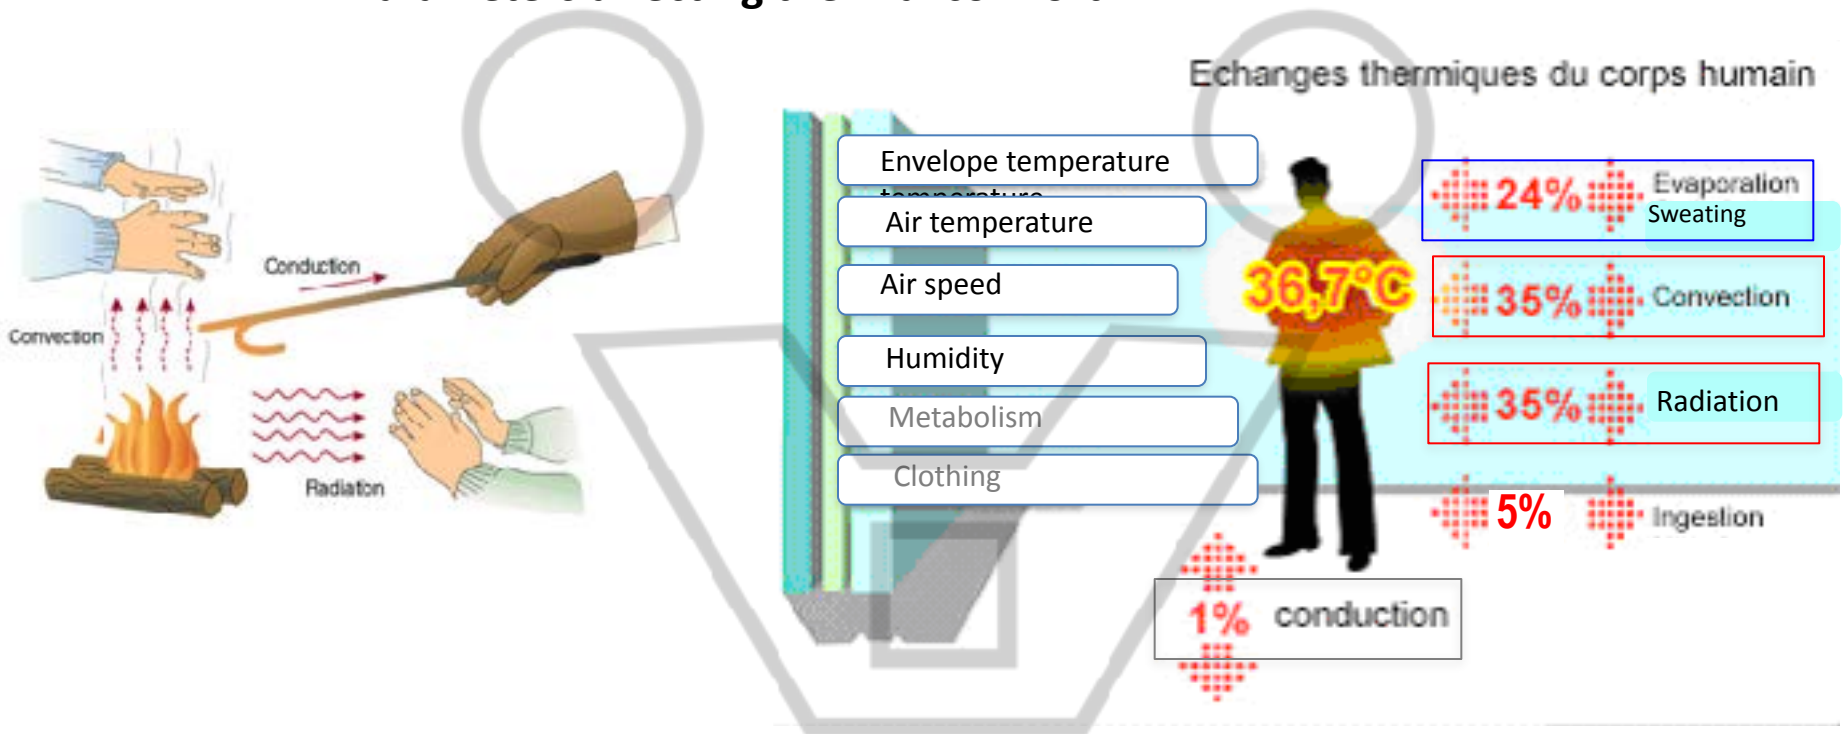 Echanges thermiques du corps humain
Conduction
Convection
Radiation
Envelope temperature
temperature
Air temperature
Air speed
Humidity
Metabolism
Clothing
36,7°C
24% Evaporation
Sweating
35% Convection
35% Radiation
5% Ingestion
1% conduction